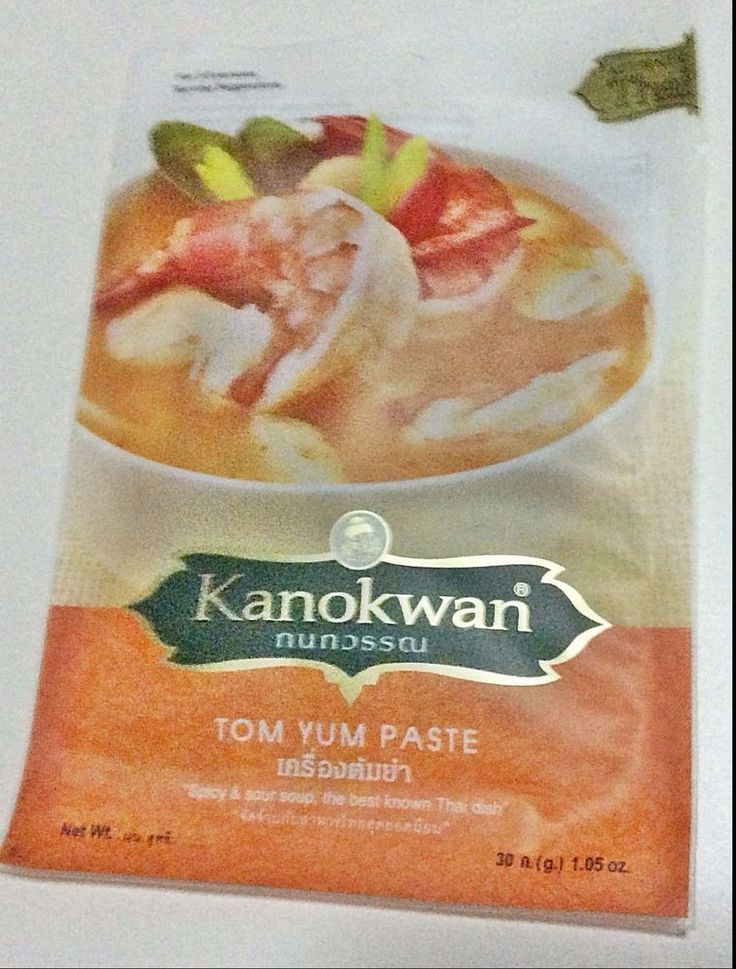 Kanokwan®
กนกวรรณ
TOM YUM PASTE
เครื่องต้มยำ
"Spicy & sour soup, the best known Thai dish"
Net Wt.
30 ก.(g.) 1.05 oz.